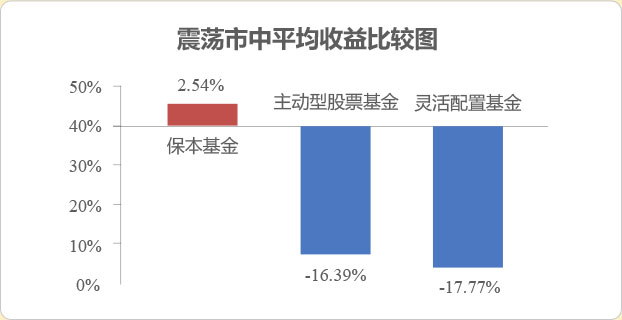 震荡市中平均收益比较图
50%
2.54%
主动型股票基金
灵活配置基金
40%
保本基金
30%
20%
10%
-16.39%
-17.77%
0%